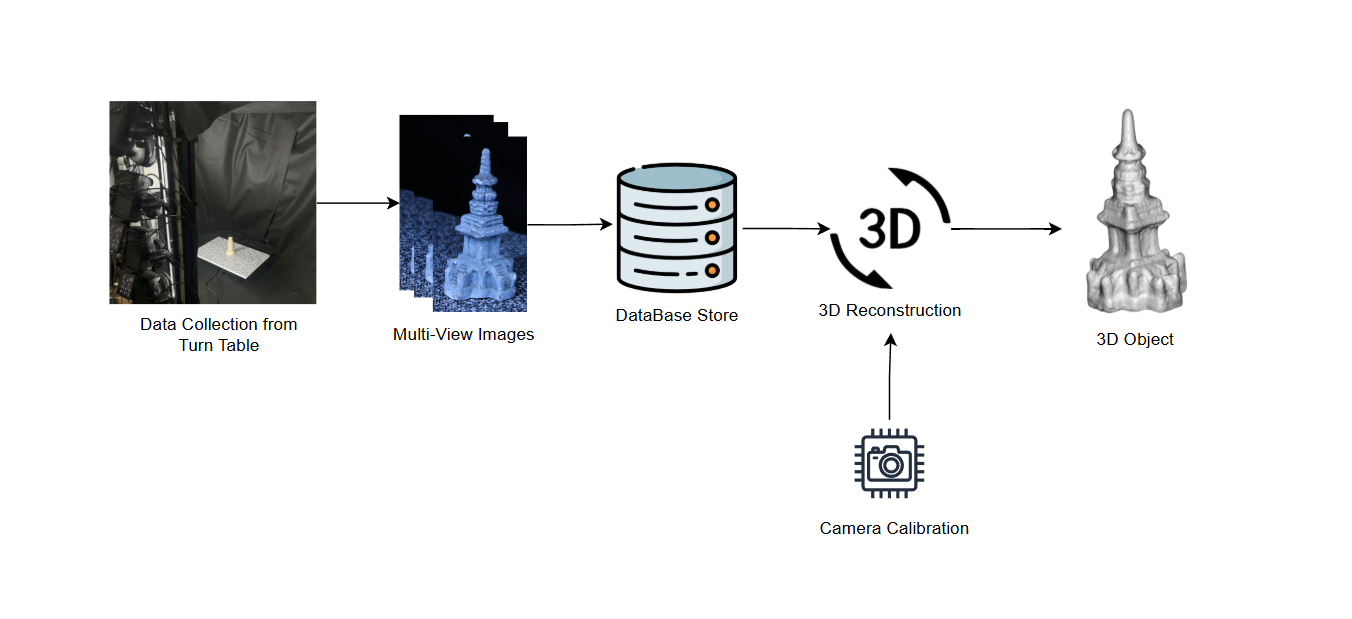 Data Collection from
Turn Table
Multi-View Images
DataBase Store
3D
3D Reconstruction
3D Object
Camera Calibration